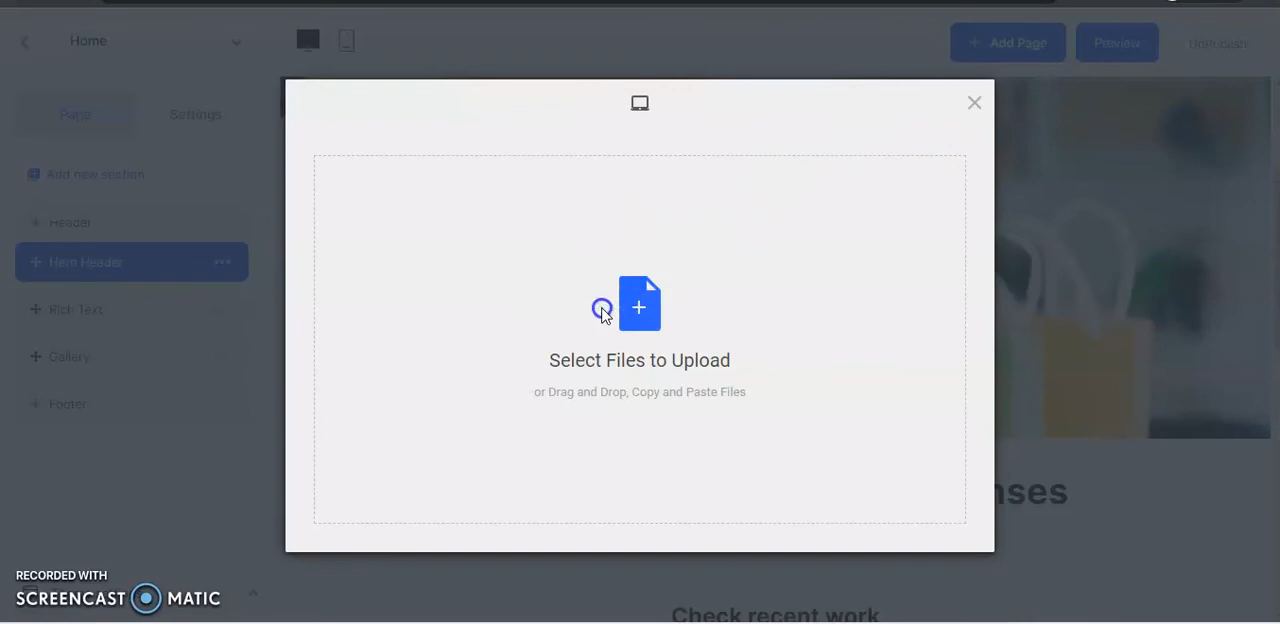 Home
Add Page
Preview
UnPublish
Page
Settings
Add new section
Header
Hero Header
Rich Text
Gallery
Footer
Select Files to Upload
or Drag and Drop, Copy and Paste Files
nses
Check recent work
RECORDED WITH
SCREENCAST MATIC